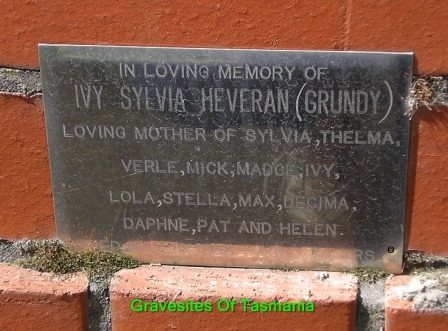 IN LOVING MEMORY OF
IVY SYLVIA HEVERAN (GRUNDY)
LOVING MOTHER OF SYLVIA, THELMA,
VERLE, MICK, MADGE, IVY,
LOLA, STELLA, MAX, DECIMA,
DAPHNE, PAT AND HELEN.
Gravesites Of Tasmania